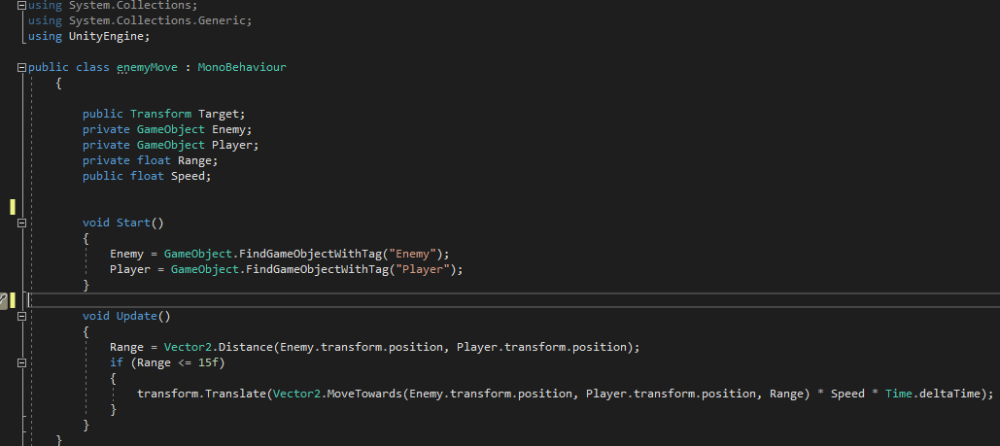 using System.Collections;
using System.Collections.Generic;
using UnityEngine;
public class enemyMove : MonoBehaviour
{
public Transform Target;
private GameObject Enemy;
private GameObject Player;
private float Range;
public float Speed;
void Start()
{
Enemy = GameObject.FindGameObjectWithTag("Enemy");
Player = GameObject.FindGameObjectWithTag("Player");
}
void Update()
{
Range = Vector2.Distance(Enemy.transform.position, Player.transform.position);
if (Range <= 15f)
{
transform.Translate(Vector2.MoveTowards(Enemy.transform.position, Player.transform.position, Range) * Speed * Time.deltaTime);
}
}
}